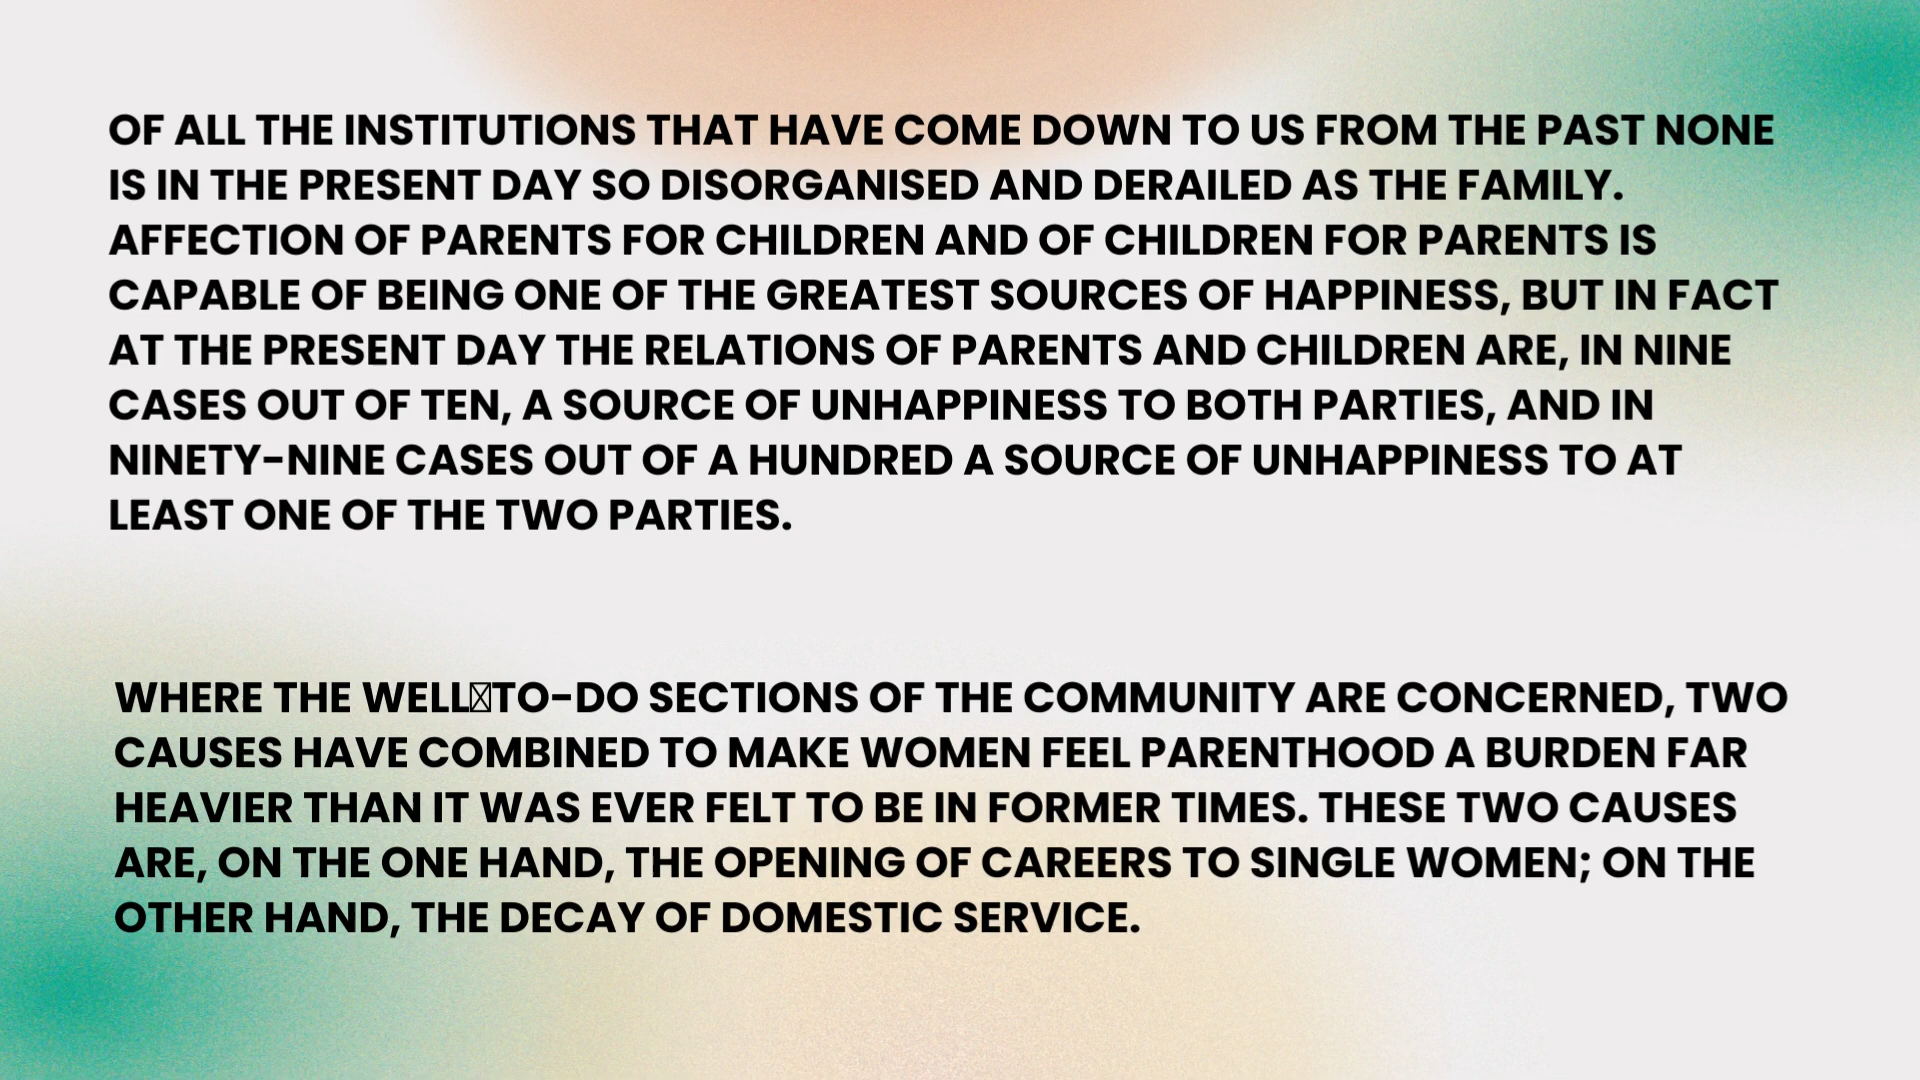 OF ALL THE INSTITUTIONS THAT HAVE COME DOWN TO US FROM THE PAST NONE
IS IN THE PRESENT DAY SO DISORGANISED AND DERAILED AS THE FAMILY.
AFFECTION OF PARENTS FOR CHILDREN AND OF CHILDREN FOR PARENTS IS
CAPABLE OF BEING ONE OF THE GREATEST SOURCES OF HAPPINESS, BUT IN FACT
AT THE PRESENT DAY THE RELATIONS OF PARENTS AND CHILDREN ARE, IN NINE
CASES OUT OF TEN, A SOURCE OF UNHAPPINESS TO BOTH PARTIES, AND IN
NINETY-NINE CASES OUT OF A HUNDRED A SOURCE OF UNHAPPINESS TO AT
LEAST ONE OF THE TWO PARTIES.
WHERE THE WELL￾TO-DO SECTIONS OF THE COMMUNITY ARE CONCERNED, TWO
CAUSES HAVE COMBINED TO MAKE WOMEN FEEL PARENTHOOD A BURDEN FAR
HEAVIER THAN IT WAS EVER FELT TO BE IN FORMER TIMES. THESE TWO CAUSES
ARE, ON THE ONE HAND, THE OPENING OF CAREERS TO SINGLE WOMEN; ON THE
OTHER HAND, THE DECAY OF DOMESTIC SERVICE.